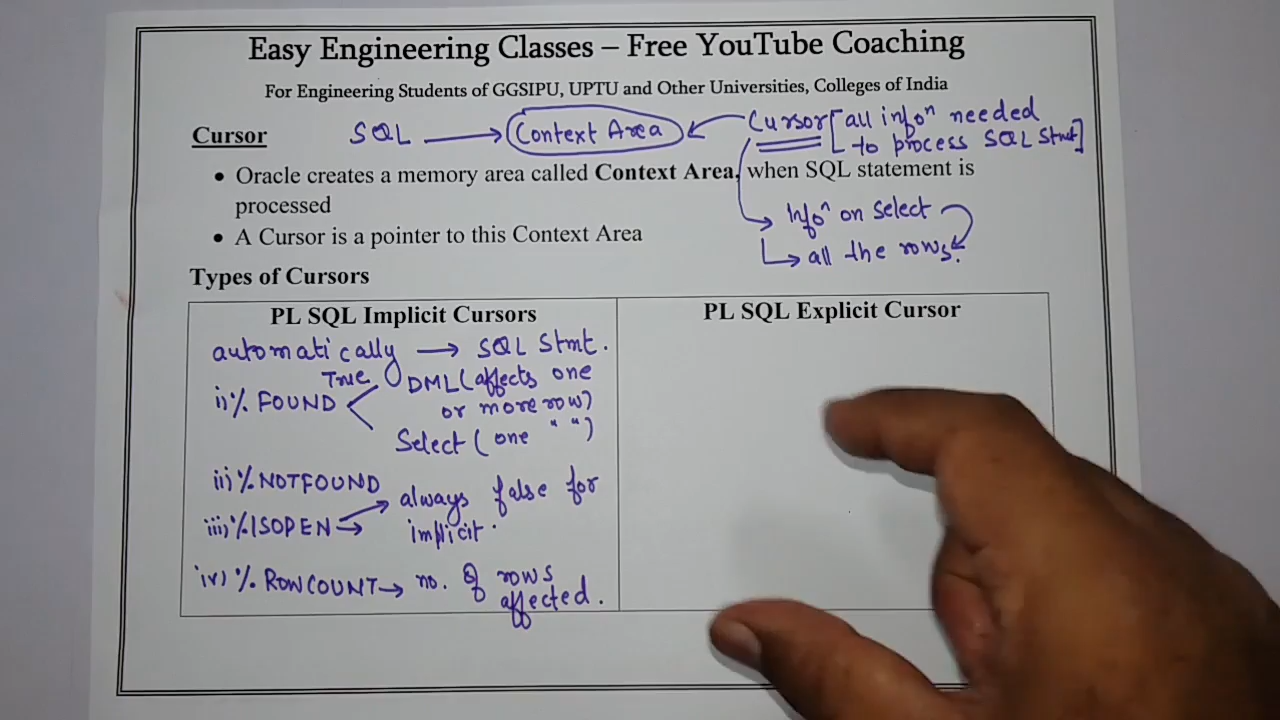 Easy Engineering Classes – Free YouTube Coaching
For Engineering Students of GGSIPU, UPTU and Other Universities, Colleges of India
Cursor SQL → Context Area ← Cursor [all infoⁿ needed
to process SQL Stmt]
• Oracle creates a memory area called Context Area, when SQL statement is
processed
→ Infoⁿ on select
• A Cursor is a pointer to this Context Area
→ all the rows.
Types of Cursors
PL SQL Implicit Cursors
automatically → SQL Stmt.
True DML (affects one
i) % FOUND or more row)
Select (one " ")
ii) % NOTFOUND
iii) % ISOPEN → always false for
implicit.
iv) % ROWCOUNT → no. of rows
affected.
PL SQL Explicit Cursor